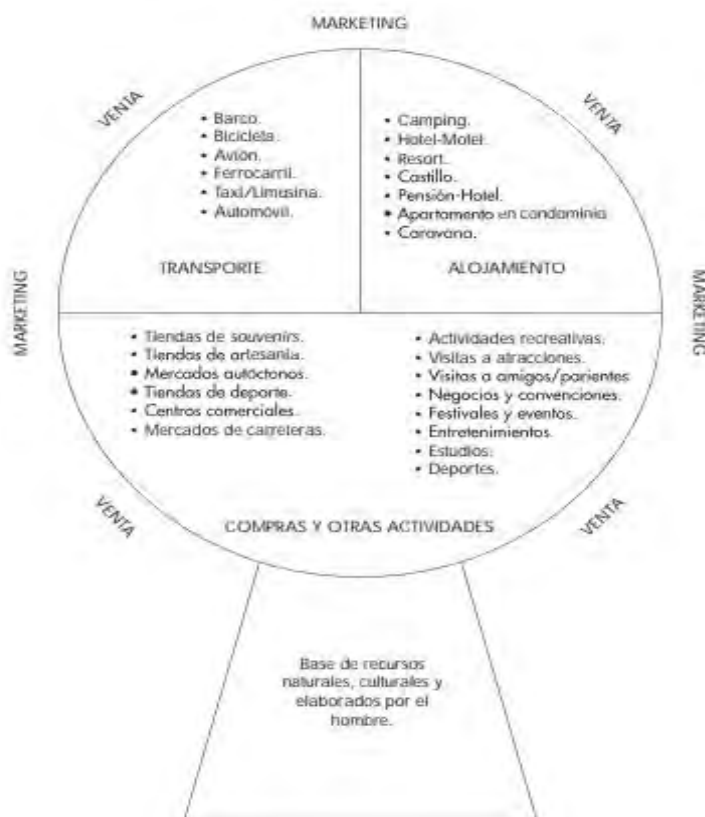 MARKETING
VENTA
VENTA
• Barco.
• Bicicleta.
• Avión.
• Ferrocarril.
• Taxi/Limusina.
• Automóvil.
TRANSPORTE
• Camping.
• Hotel-Motel.
• Resort.
• Castillo.
• Pensión-Hotel.
• Apartamento en condominio
• Caravana.
ALOJAMIENTO
MARKETING
MARKETING
• Tiendas de souvenirs.
• Tiendas de artesanía.
• Mercados autóctonos.
• Tiendas de deporte.
• Centros comerciales.
• Mercados de carreteras.
• Actividades recreativas.
• Visitas a atracciones.
• Visitas a amigos/parientes
• Negocios y convenciones.
• Festivales y eventos.
• Entretenimientos.
• Estudios.
• Deportes.
VENTA
COMPRAS Y OTRAS ACTIVIDADES
VENTA
Base de recursos
naturales, culturales y
elaborados por el
hombre.